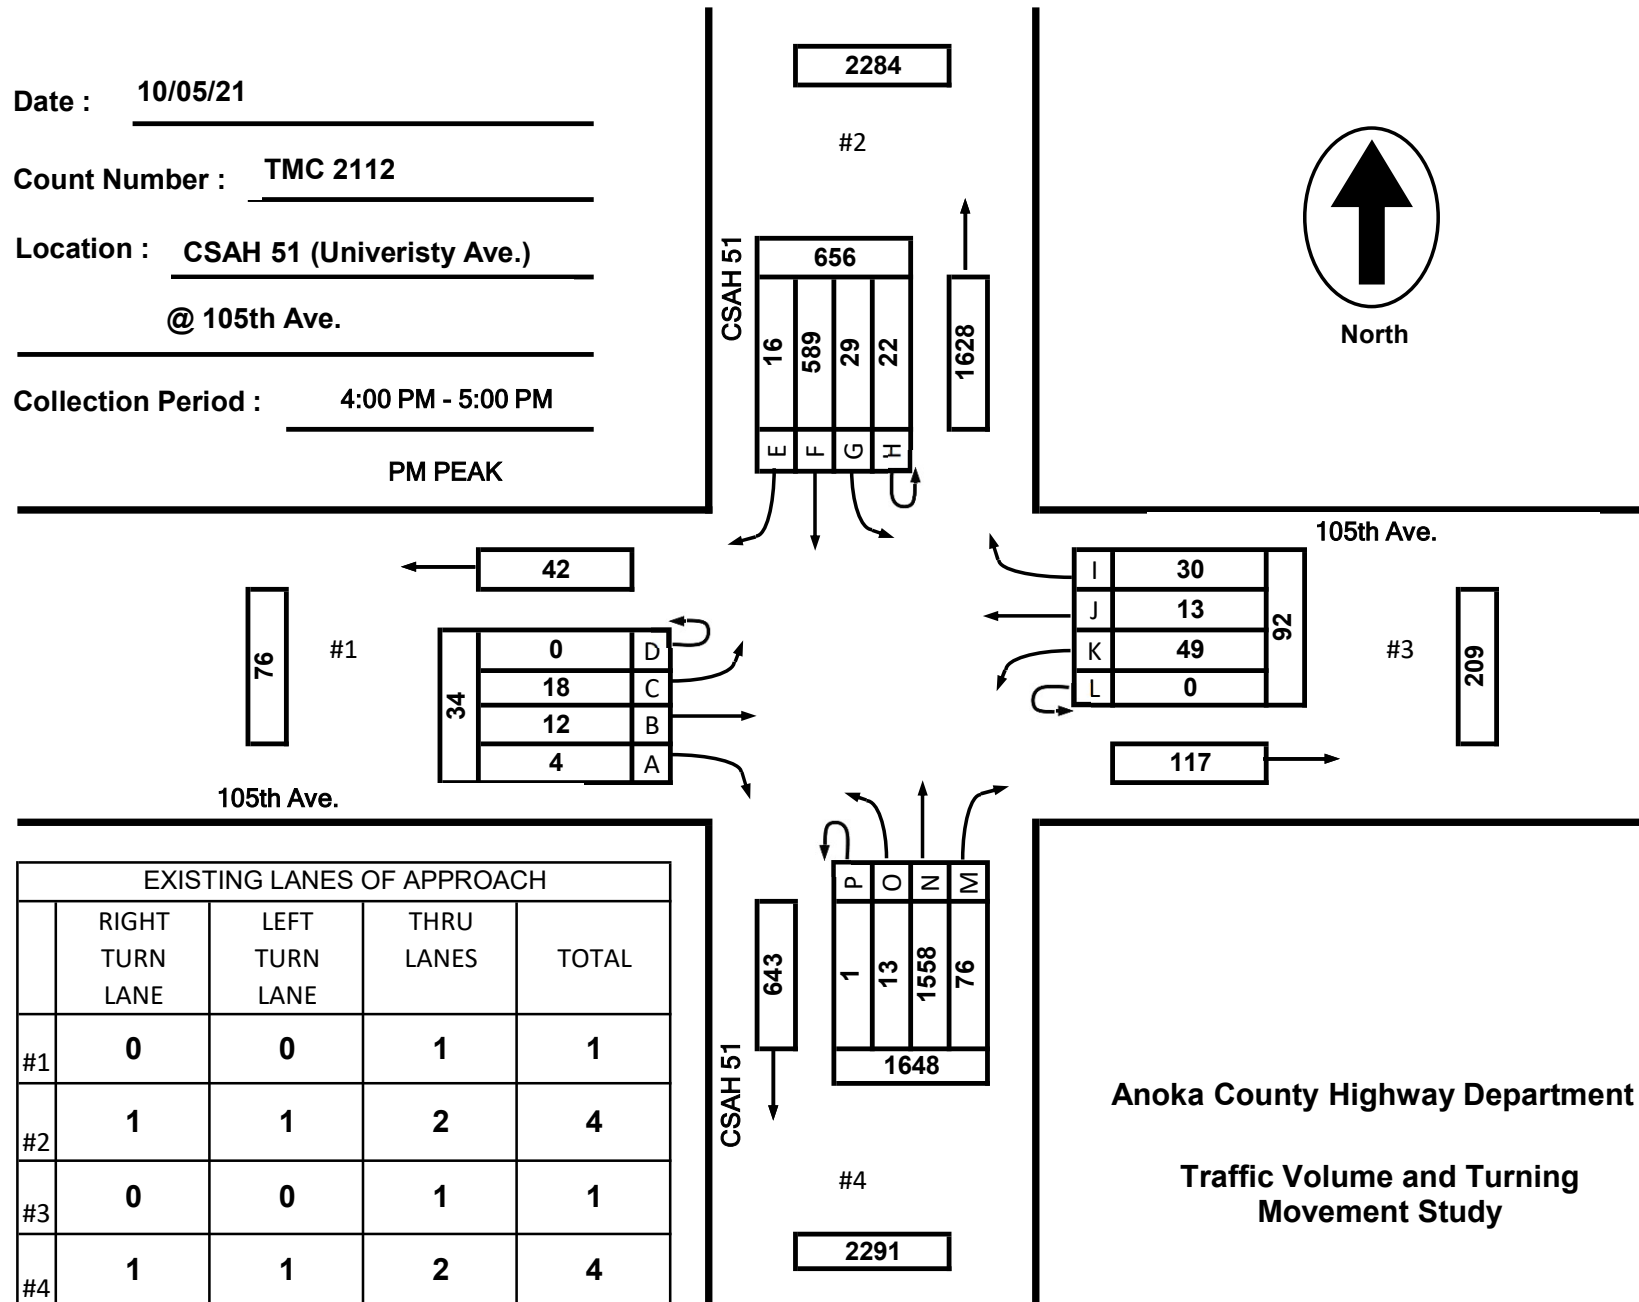 Date : 10/05/21
Count Number : TMC 2112
Location : CSAH 51 (Univeristy Ave.)
@ 105th Ave.
Collection Period : 4:00 PM - 5:00 PM
PM PEAK
2284
#2
CSAH 51
656
16 589 29 22
E F G H
1628
North
105th Ave.
42
76
#1
34
0 D
18 C
12 B
4 A
105th Ave.
I 30
J 13
K 49
L 0
92
#3
209
117
P O N M
1 13 1558 76
1648
643
CSAH 51
#4
2291
EXISTING LANES OF APPROACH
RIGHT TURN LANE LEFT TURN LANE THRU LANES TOTAL
#1 0 0 1 1
#2 1 1 2 4
#3 0 0 1 1
#4 1 1 2 4
Anoka County Highway Department
Traffic Volume and Turning
Movement Study